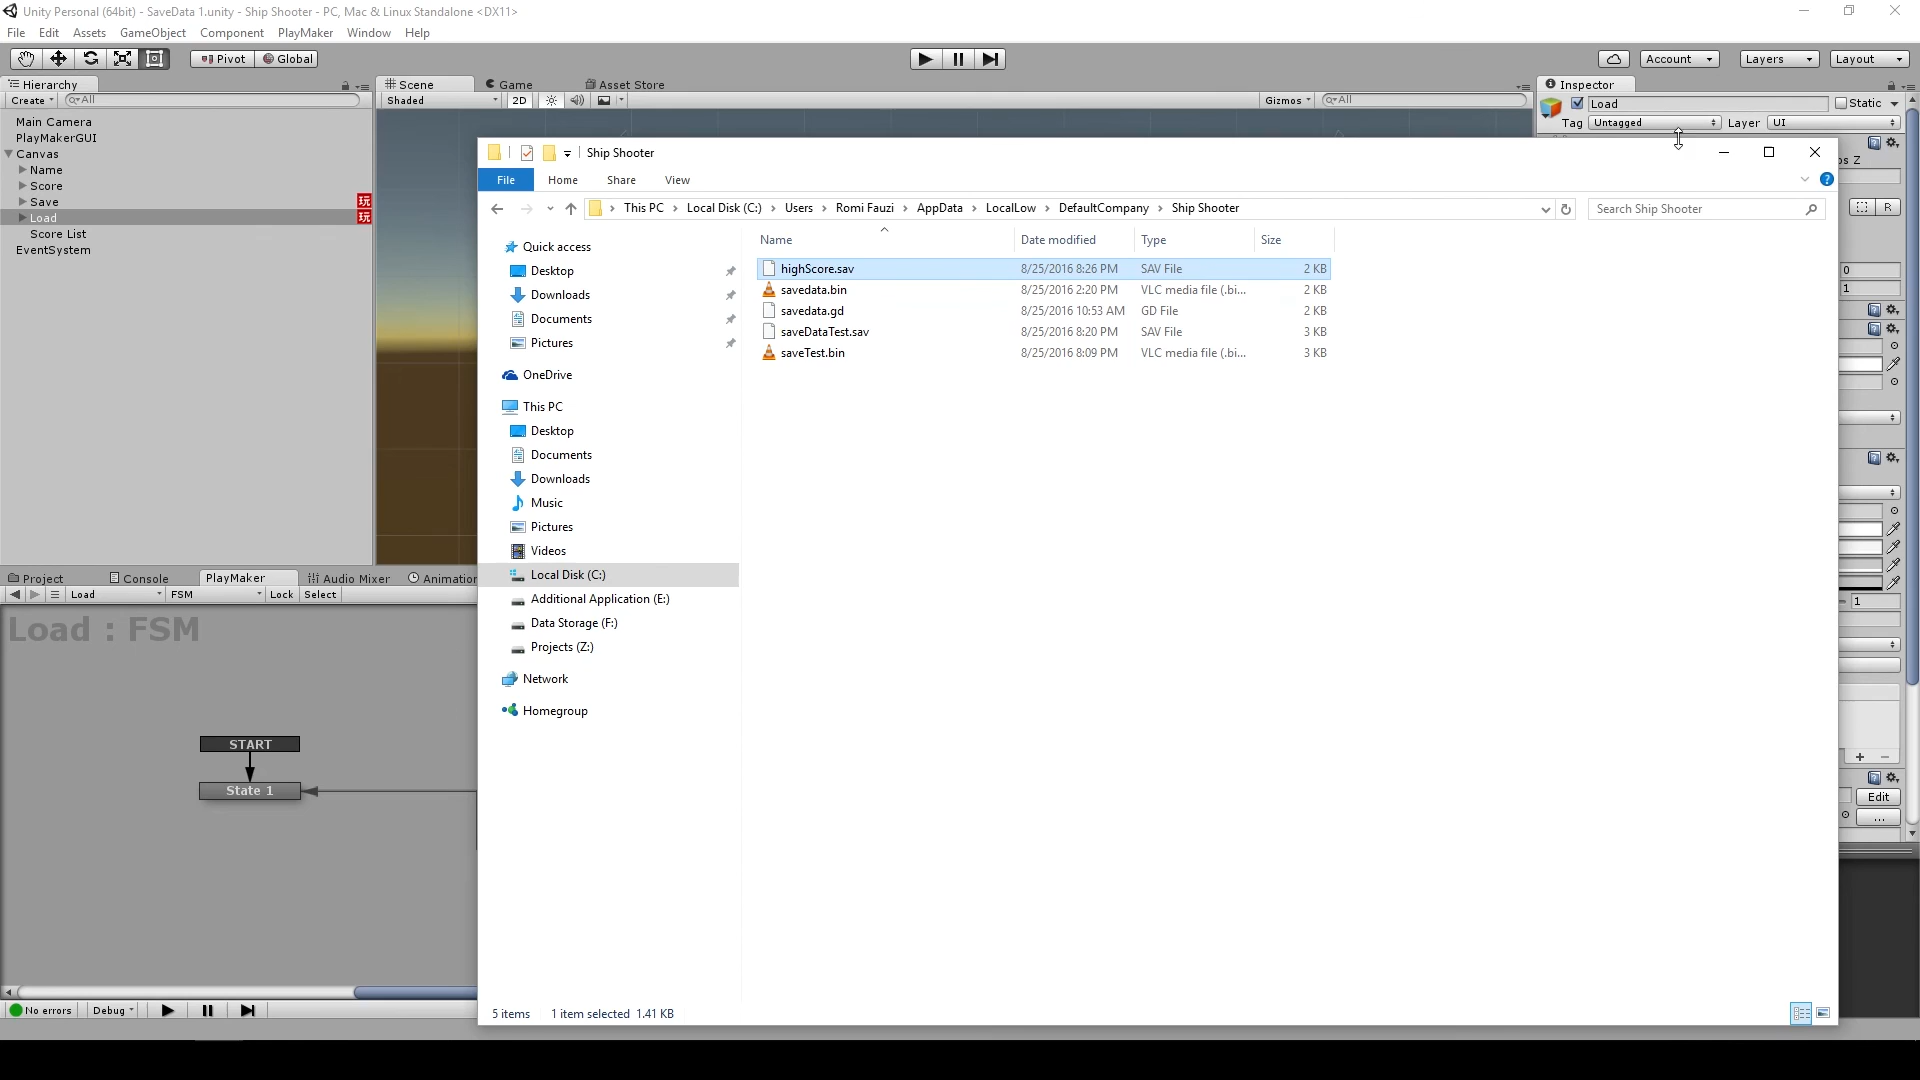 Unity Personal (64bit) - SaveData 1.unity - Ship Shooter - PC, Mac & Linux Standalone <DX11>
File Edit Assets GameObject Component PlayMaker Window Help
Pivot Global Account Layers Layout
Hierarchy Scene Game Asset Store Inspector
Create All Shaded 2D Gizmos All Load Static
Tag Untagged Layer UI
Main Camera
PlayMakerGUI
Canvas
Name
Score
Save 玩
Load 玩
Score List
EventSystem
Ship Shooter
File Home Share View
This PC Local Disk (C:) Users Romi Fauzi AppData LocalLow DefaultCompany Ship Shooter Search Ship Shooter
Name Date modified Type Size
highScore.sav 8/25/2016 8:26 PM SAV File 2 KB
savedata.bin 8/25/2016 2:20 PM VLC media file (.bi... 2 KB
savedata.gd 8/25/2016 10:53 AM GD File 2 KB
saveDataTest.sav 8/25/2016 8:20 PM SAV File 3 KB
saveTest.bin 8/25/2016 8:09 PM VLC media file (.bi... 3 KB
Quick access
Desktop
Downloads
Documents
Pictures
OneDrive
This PC
Desktop
Documents
Downloads
Music
Pictures
Videos
Local Disk (C:)
Additional Application (E:)
Data Storage (F:)
Projects (Z:)
Network
Homegroup
5 items 1 item selected 1.41 KB
os Z
R
0
1
1
Edit
...
Project Console PlayMaker Audio Mixer Animation
Load FSM Lock Select
Load : FSM
START
State 1
No errors Debug